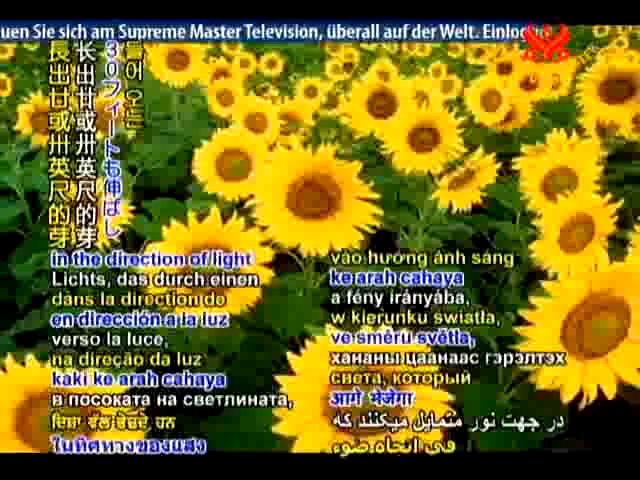 uen Sie sich am Supreme Master Television, überall auf der Welt. Einlo
長出廿或卅英尺的芽
长出廿或卅英尺的芽
30フィートも伸ばし
in the direction of light
Lichts, das durch einen
dans la direction de
en dirección a la luz
verso la luce,
na direção da luz
kaki ke arah cahaya
в посоката на светлината,
ਦਿਸ਼ਾ ਵੱਲ ਭੇਜਦੇ ਹਨ
ในทิศทางของแสง
vào hướng ánh sáng
ke arah cahaya
a fény irányába,
w kierunku światła,
ve směru světla,
хананы цаанаас гэрэлтэх
света, который
आगे भेजेगा
در جهت نور متمایل میکنند که
في اتجاه ضوء